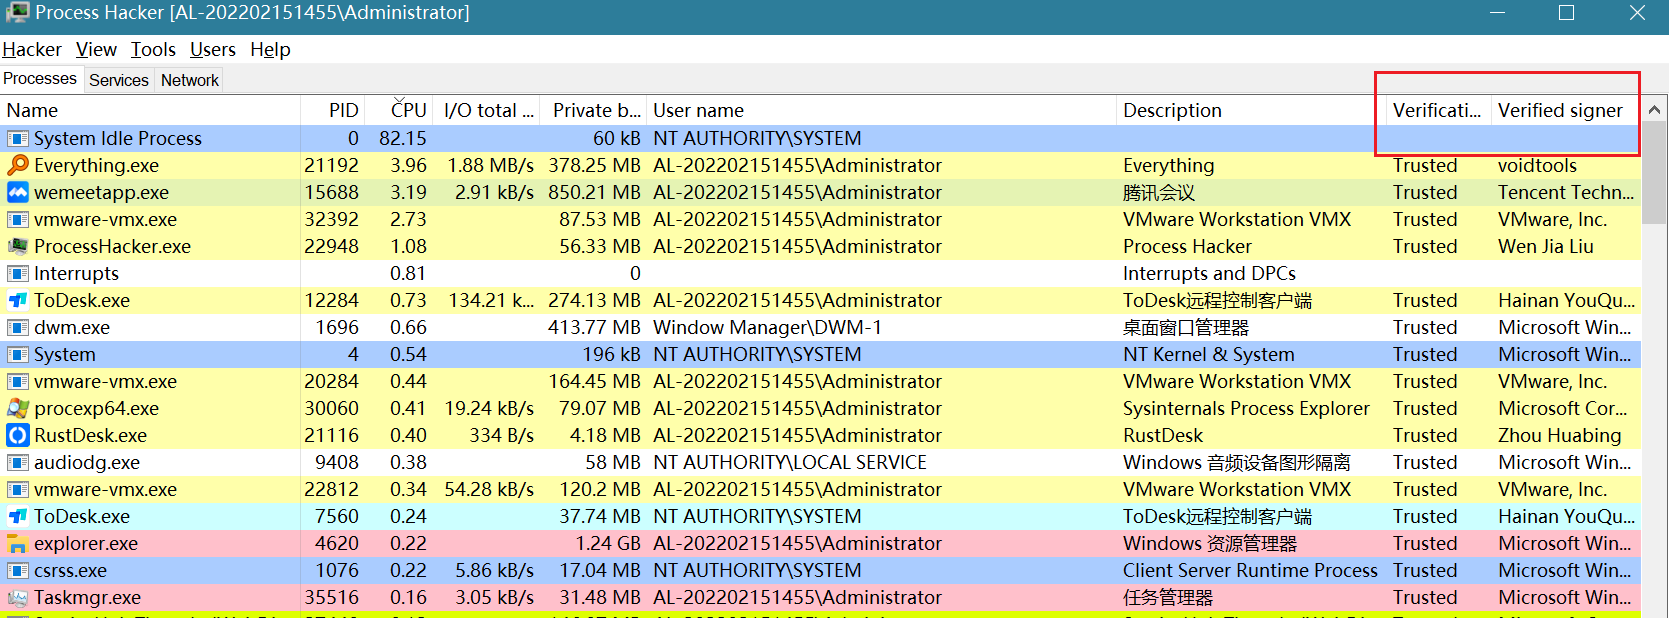 Process Hacker [AL-202202151455\Administrator]
Hacker View Tools Users Help
Processes Services Network
Name PID CPU I/O total ... Private b... User name Description Verificati... Verified signer
System Idle Process 0 82.15 60 kB NT AUTHORITY\SYSTEM
Everything.exe 21192 3.96 1.88 MB/s 378.25 MB AL-202202151455\Administrator Everything Trusted voidtools
wemeetapp.exe 15688 3.19 2.91 kB/s 850.21 MB AL-202202151455\Administrator 腾讯会议 Trusted Tencent Techn...
vmware-vmx.exe 32392 2.73 87.53 MB AL-202202151455\Administrator VMware Workstation VMX Trusted VMware, Inc.
ProcessHacker.exe 22948 1.08 56.33 MB AL-202202151455\Administrator Process Hacker Trusted Wen Jia Liu
Interrupts 0.81 0 Interrupts and DPCs
ToDesk.exe 12284 0.73 134.21 k... 274.13 MB AL-202202151455\Administrator ToDesk远程控制客户端 Trusted Hainan YouQu...
dwm.exe 1696 0.66 413.77 MB Window Manager\DWM-1 桌面窗口管理器 Trusted Microsoft Win...
System 4 0.54 196 kB NT AUTHORITY\SYSTEM NT Kernel & System Trusted Microsoft Win...
vmware-vmx.exe 20284 0.44 164.45 MB AL-202202151455\Administrator VMware Workstation VMX Trusted VMware, Inc.
procexp64.exe 30060 0.41 19.24 kB/s 79.07 MB AL-202202151455\Administrator Sysinternals Process Explorer Trusted Microsoft Cor...
RustDesk.exe 21116 0.40 334 B/s 4.18 MB AL-202202151455\Administrator RustDesk Trusted Zhou Huabing
audiodg.exe 9408 0.38 58 MB NT AUTHORITY\LOCAL SERVICE Windows 音频设备图形隔离 Trusted Microsoft Win...
vmware-vmx.exe 22812 0.34 54.28 kB/s 120.2 MB AL-202202151455\Administrator VMware Workstation VMX Trusted VMware, Inc.
ToDesk.exe 7560 0.24 37.74 MB NT AUTHORITY\SYSTEM ToDesk远程控制客户端 Trusted Hainan YouQu...
explorer.exe 4620 0.22 1.24 GB AL-202202151455\Administrator Windows 资源管理器 Trusted Microsoft Win...
csrss.exe 1076 0.22 5.86 kB/s 17.04 MB NT AUTHORITY\SYSTEM Client Server Runtime Process Trusted Microsoft Win...
Taskmgr.exe 35516 0.16 3.05 kB/s 31.48 MB AL-202202151455\Administrator 任务管理器 Trusted Microsoft Win...